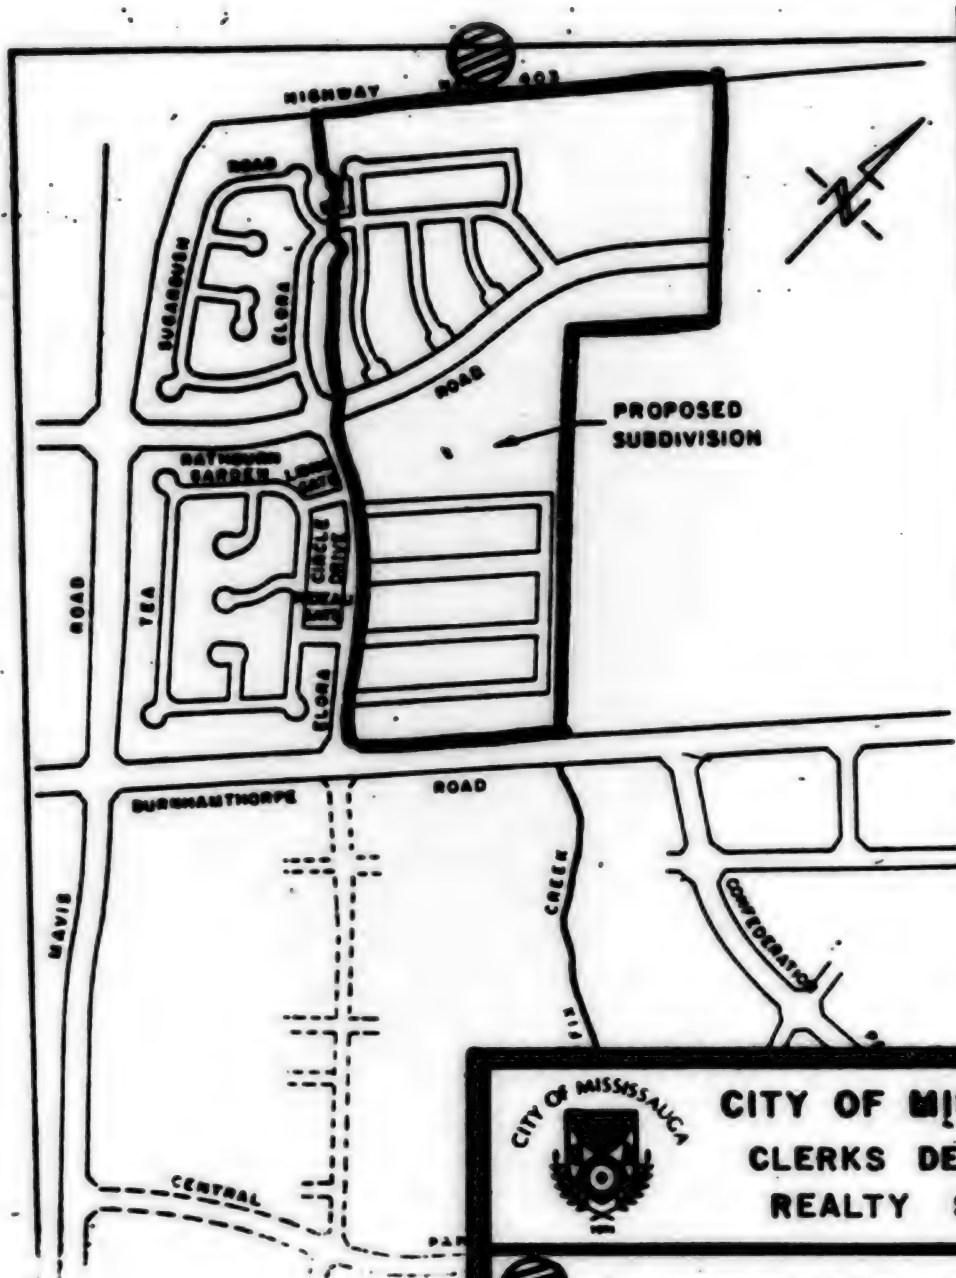 HIGHWAY
403
ROAD
SUGARBUSH
ELORA
ROAD
PROPOSED
SUBDIVISION
RATHBURN
GARDEN
CIRCLE
DRIVE
ROAD
TEA
ELORA
BURNHAMTHORPE
ROAD
MAVIS
CREEK
CONFEDERATION
CENTRAL
CITY OF MISSISSAUGA
CITY OF MI
CLERKS DE
REALTY